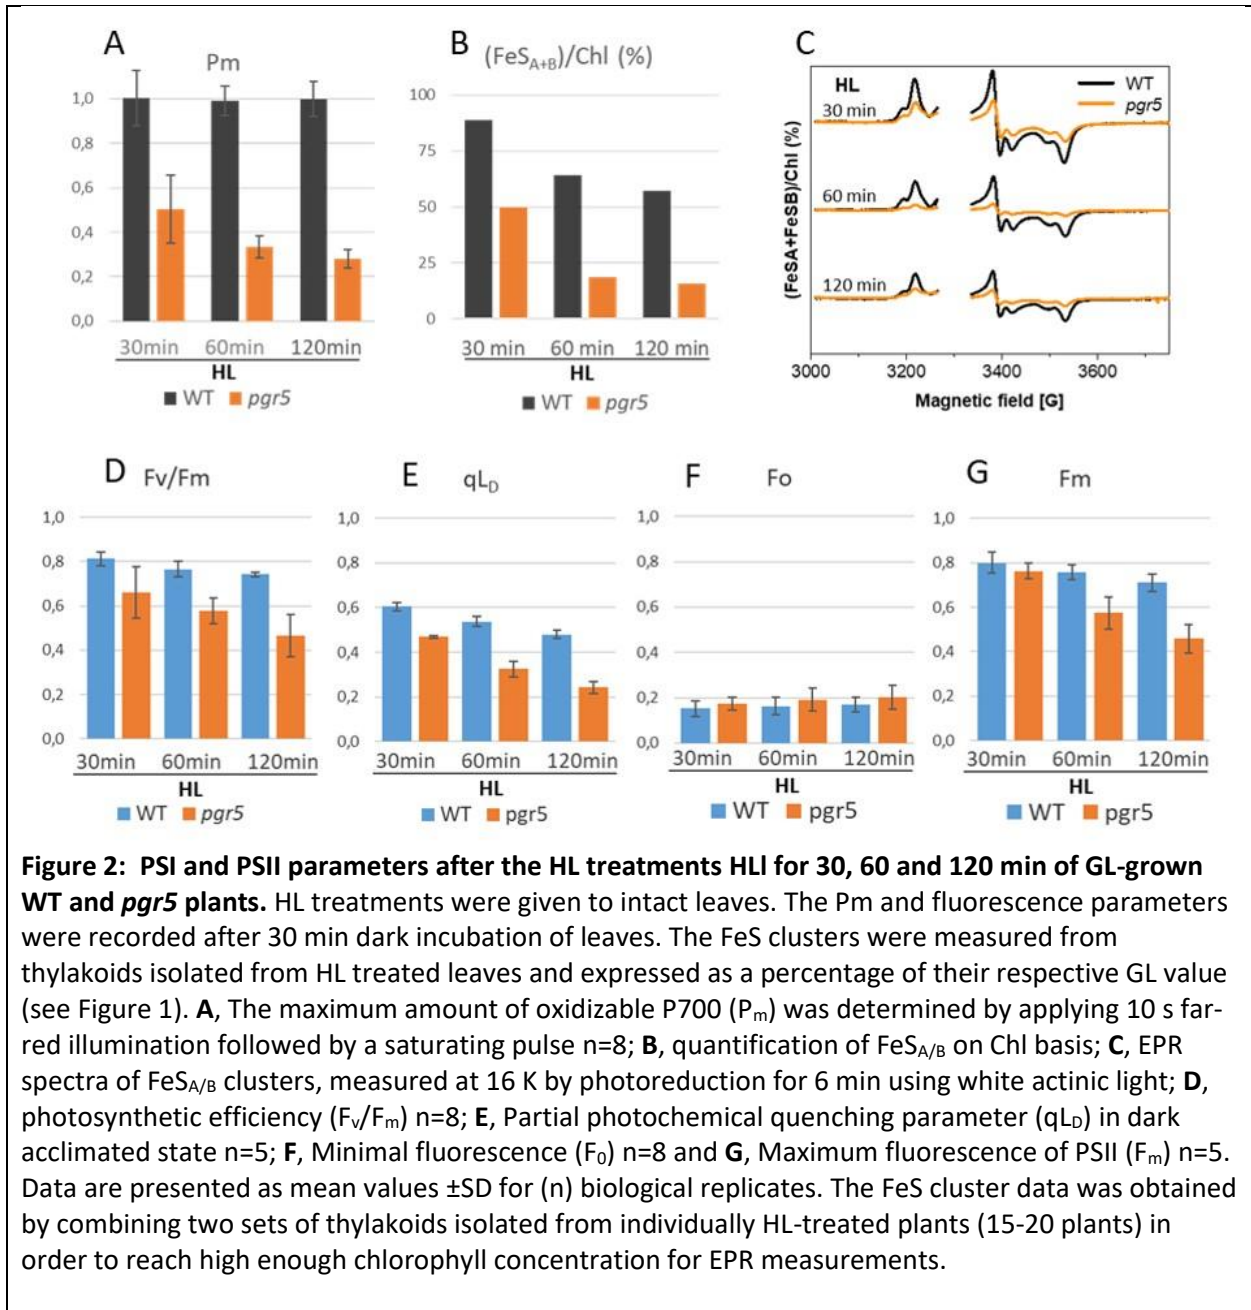 A
Pm
1,0
0,8
0,6
0,4
0,2
0,0
30min 60min 120min
HL
WT pgr5
B
(FeSA+B)/Chl (%)
100
75
50
25
0
30 min 60 min 120 min
HL
WT pgr5
C
HL
30 min
60 min
120 min
WT
pgr5
(FeSA+FeSB)/Chl (%)
3000 3200 3400 3600
Magnetic field [G]
D
Fv/Fm
1,0
0,8
0,6
0,4
0,2
0,0
30min 60min 120min
HL
WT pgr5
E
qLD
1,0
0,8
0,6
0,4
0,2
0,0
30min 60min 120min
HL
WT pgr5
F
Fo
1,0
0,8
0,6
0,4
0,2
0,0
30min 60min 120min
HL
WT pgr5
G
Fm
1,0
0,8
0,6
0,4
0,2
0,0
30min 60min 120min
HL
WT pgr5
Figure 2: PSI and PSII parameters after the HL treatments HLl for 30, 60 and 120 min of GL-grown
WT and pgr5 plants. HL treatments were given to intact leaves. The Pm and fluorescence parameters
were recorded after 30 min dark incubation of leaves. The FeS clusters were measured from
thylakoids isolated from HL treated leaves and expressed as a percentage of their respective GL value
(see Figure 1). A, The maximum amount of oxidizable P700 (Pm) was determined by applying 10 s far-
red illumination followed by a saturating pulse n=8; B, quantification of FeSA/B on Chl basis; C, EPR
spectra of FeSA/B clusters, measured at 16 K by photoreduction for 6 min using white actinic light; D,
photosynthetic efficiency (Fv/Fm) n=8; E, Partial photochemical quenching parameter (qLD) in dark
acclimated state n=5; F, Minimal fluorescence (F0) n=8 and G, Maximum fluorescence of PSII (Fm) n=5.
Data are presented as mean values ±SD for (n) biological replicates. The FeS cluster data was obtained
by combining two sets of thylakoids isolated from individually HL-treated plants (15-20 plants) in
order to reach high enough chlorophyll concentration for EPR measurements.